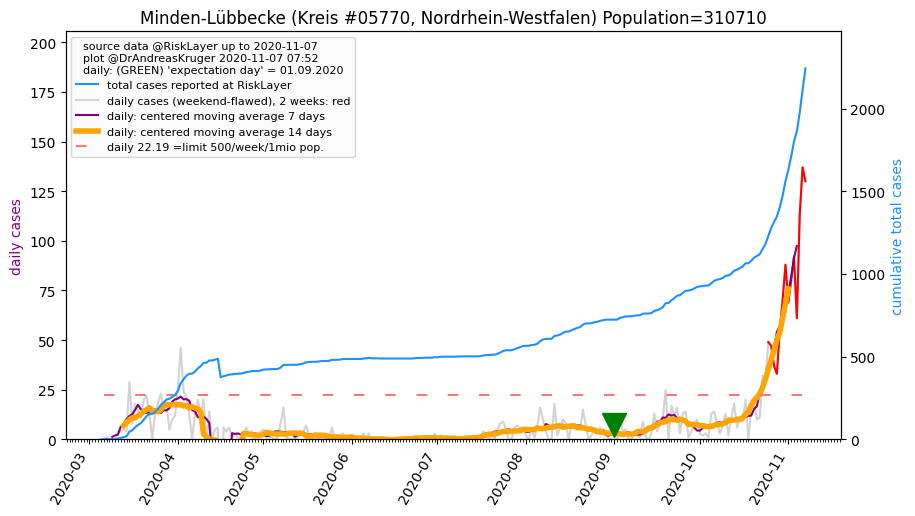 Minden-Lübbecke (Kreis #05770, Nordrhein-Westfalen) Population=310710
source data @RiskLayer up to 2020-11-07
plot @DrAndreasKruger 2020-11-07 07:52
daily: (GREEN) 'expectation day' = 01.09.2020
total cases reported at RiskLayer
daily cases (weekend-flawed), 2 weeks: red
daily: centered moving average 7 days
daily: centered moving average 14 days
daily 22.19 =limit 500/week/1mio pop.
daily cases
200
175
150
125
100
75
50
25
0
cumulative total cases
2000
1500
1000
500
0
2020-03
2020-04
2020-05
2020-06
2020-07
2020-08
2020-09
2020-10
2020-11